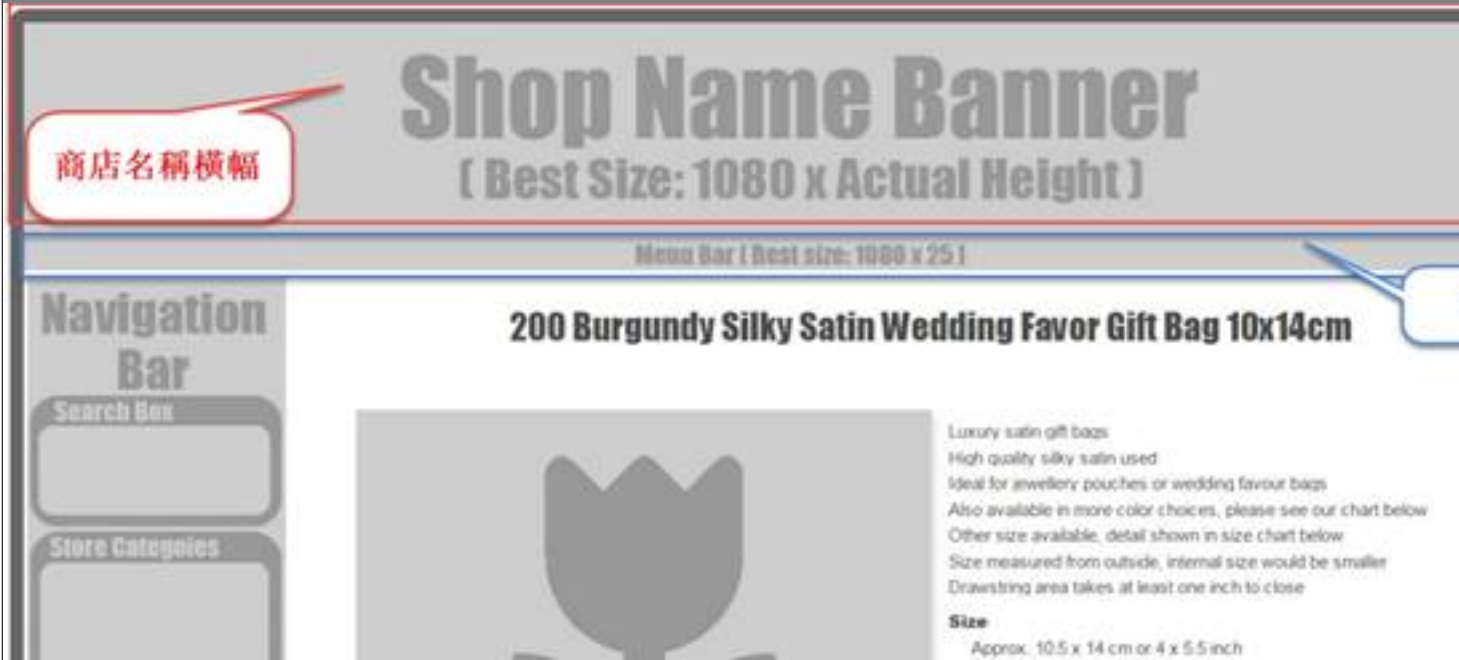 Shop Name Banner
( Best Size: 1080 x Actual Height )
商店名稱橫幅
Menu Bar ( Best size: 1080 x 25 )
Navigation
Bar
Search Box
Store Categoies
200 Burgundy Silky Satin Wedding Favor Gift Bag 10x14cm
Luxury satin gift bags
High quality silky satin used
Ideal for jewellery pouches or wedding favour bags
Also available in more color choices, please see our chart below
Other size available, detail shown in size chart below
Size measured from outside, internal size would be smaller
Drawstring area takes at least one inch to close
Size
Approx. 10.5 x 14 cm or 4 x 5.5 inch